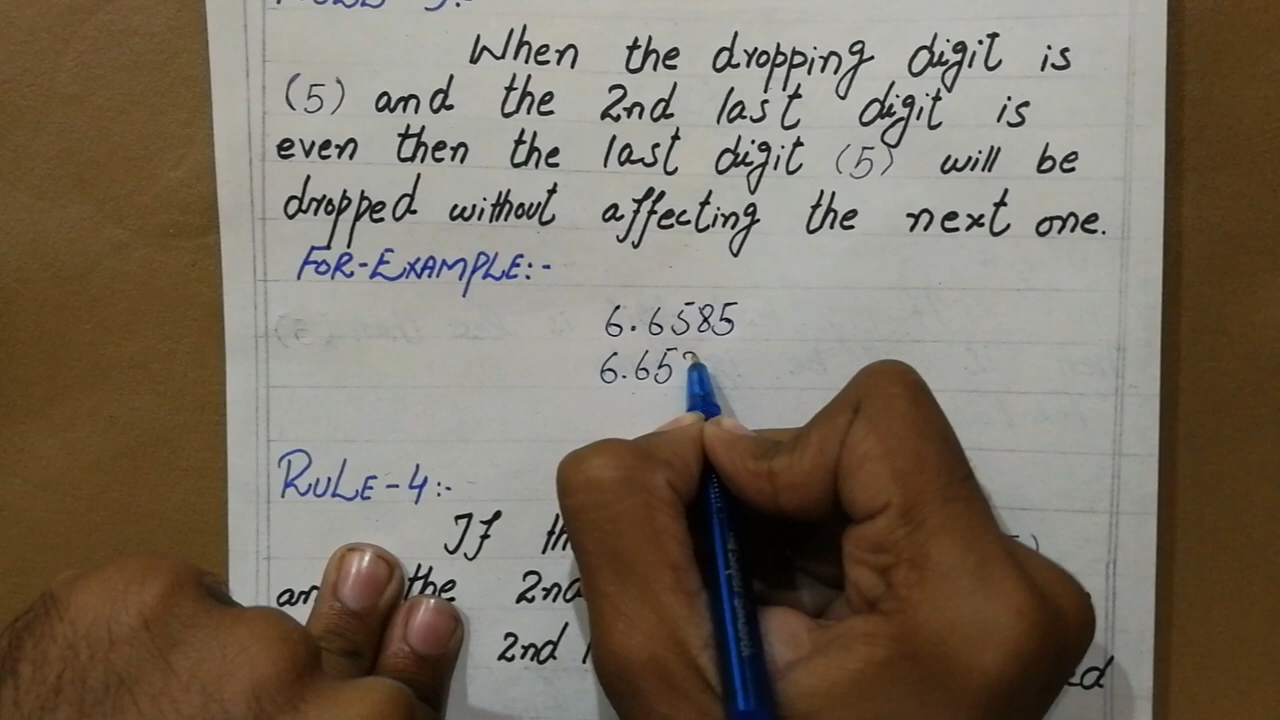 When the dropping digit is
(5) and the 2nd last digit is
even then the last digit (5) will be
dropped without affecting the next one.
FOR-EXAMPLE:-
6.6585
6.65
RULE-4:-
If
the 2nd
2nd